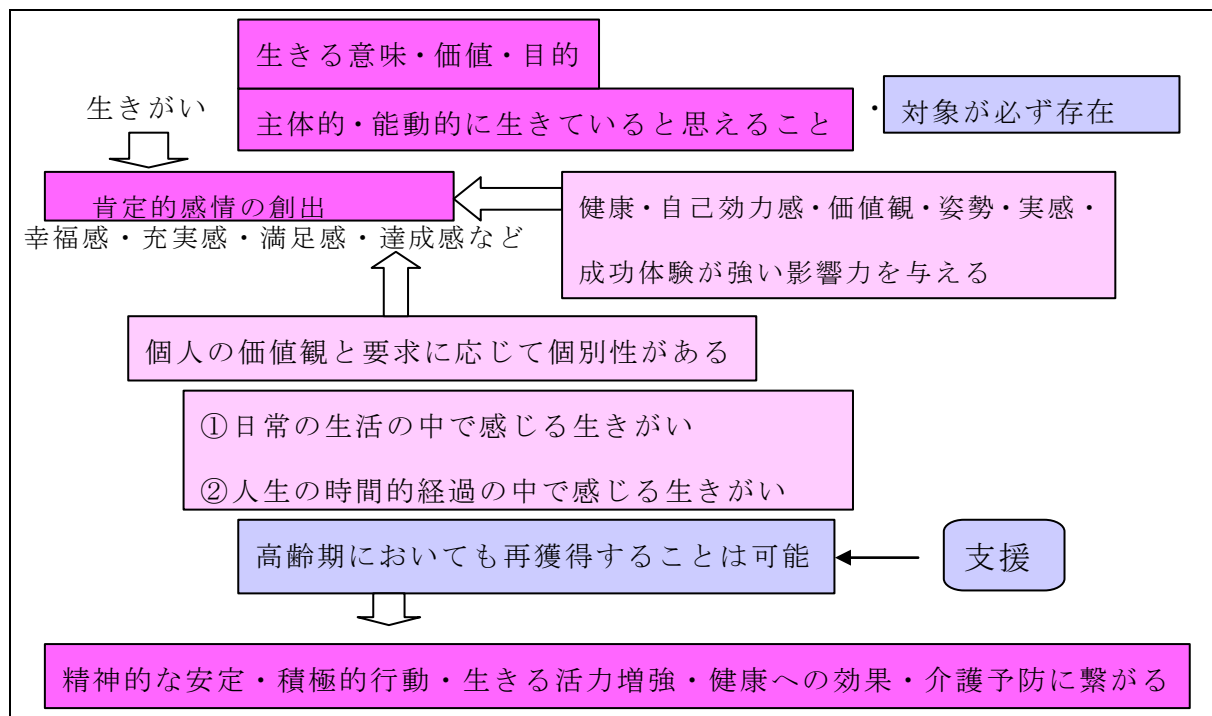 生きる意味・価値・目的
生きがい
主体的・能動的に生きていると思えること
・
対象が必ず存在
肯定的感情の創出
幸福感・充実感・満足感・達成感など
健康・自己効力感・価値観・姿勢・実感・
成功体験が強い影響力を与える
個人の価値観と要求に応じて個別性がある
①日常の生活の中で感じる生きがい
②人生の時間的経過の中で感じる生きがい
高齢期においても再獲得することは可能
支援
精神的な安定・積極的行動・生きる活力増強・健康への効果・介護予防に繋がる